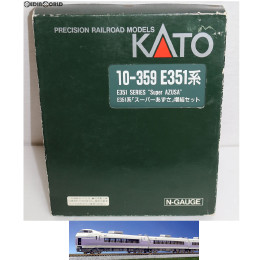 PRECISION RAILROAD MODELS
KATO
10-359 E351系
E351 SERIES "Super AZUSA"
E351系「スーパーあずさ」増結セット
N-GAUGE